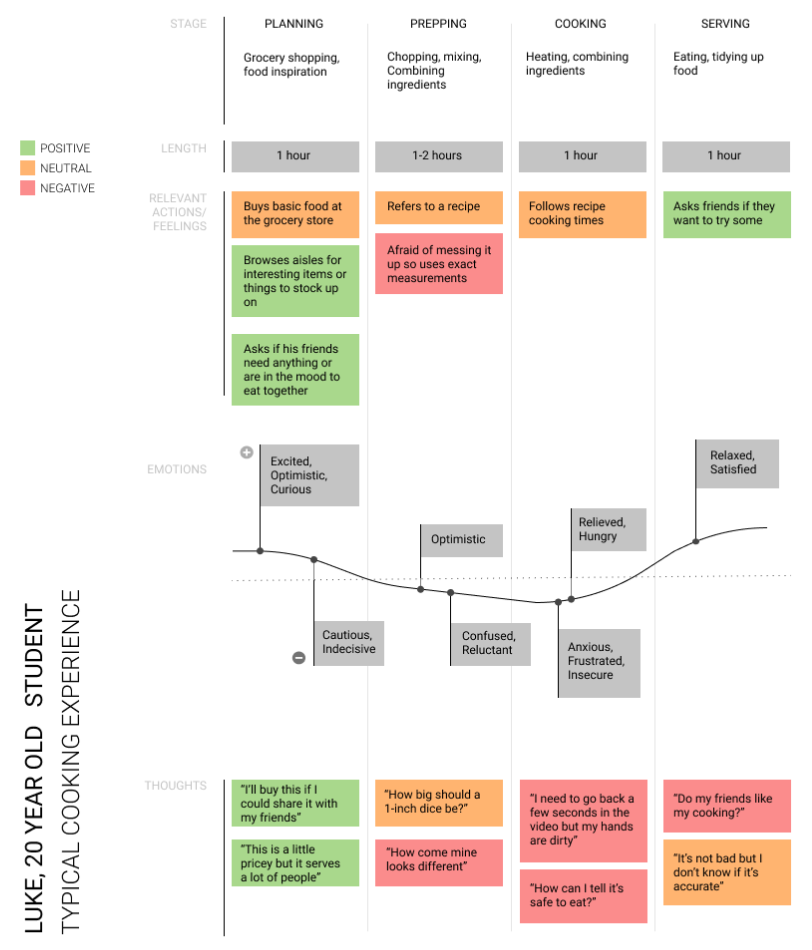 STAGE
PLANNING
PREPPING
COOKING
SERVING
Grocery shopping,
food inspiration
Chopping, mixing,
Combining
ingredients
Heating, combining
ingredients
Eating, tidying up
food
POSITIVE
NEUTRAL
NEGATIVE
LENGTH
1 hour
1-2 hours
1 hour
1 hour
RELEVANT
ACTIONS/
FEELINGS
Buys basic food at
the grocery store
Browses aisles for
interesting items or
things to stock up
on
Asks if his friends
need anything or
are in the mood to
eat together
Refers to a recipe
Afraid of messing it
up so uses exact
measurements
Follows recipe
cooking times
Asks friends if they
want to try some
EMOTIONS
Excited,
Optimistic,
Curious
Cautious,
Indecisive
Optimistic
Confused,
Reluctant
Relieved,
Hungry
Anxious,
Frustrated,
Insecure
Relaxed,
Satisfied
THOUGHTS
“I’ll buy this if I
could share it with
my friends”
“This is a little
pricey but it serves
a lot of people”
“How big should a
1-inch dice be?”
“How come mine
looks different”
“I need to go back a
few seconds in the
video but my hands
are dirty”
“How can I tell it’s
safe to eat?”
“Do my friends like
my cooking?”
“It’s not bad but I
don’t know if it’s
accurate”
LUKE, 20 YEAR OLD STUDENT
TYPICAL COOKING EXPERIENCE